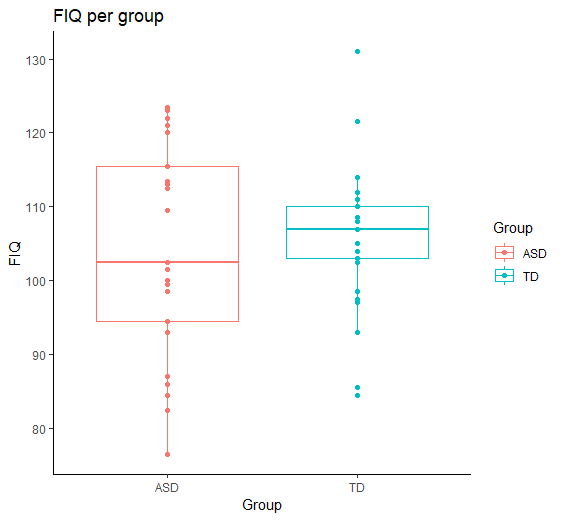 FIQ per group
130
120
110
100
90
80
FIQ
ASD
TD
Group
Group
ASD
TD